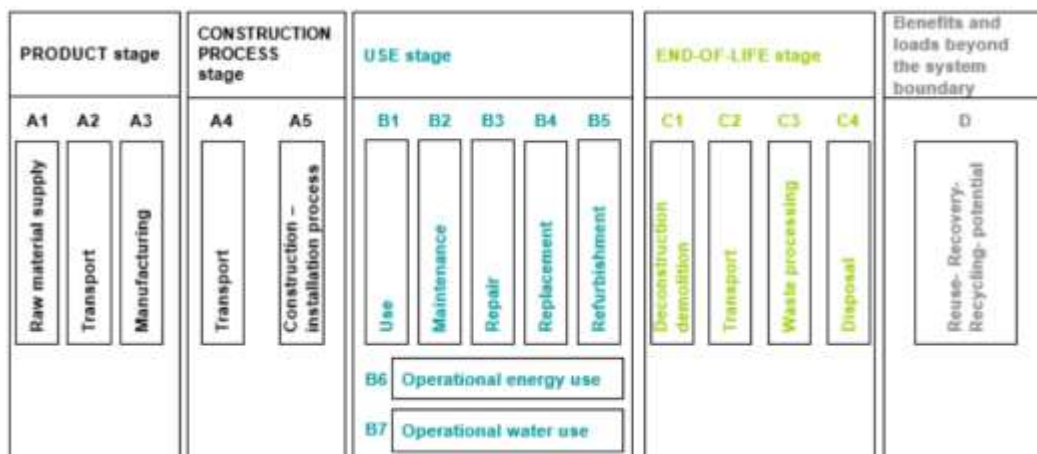 PRODUCT stage
CONSTRUCTION
PROCESS
stage
USE stage
END-OF-LIFE stage
Benefits and
loads beyond
the system
boundary
A1 A2 A3 A4 A5 B1 B2 B3 B4 B5 C1 C2 C3 C4 D
Raw material supply
Transport
Manufacturing
Transport
Construction –
installation process
Use
Maintenance
Repair
Replacement
Refurbishment
Deconstruction
demolition
Transport
Waste processing
Disposal
Reuse- Recovery-
Recycling- potential
B6 Operational energy use
B7 Operational water use